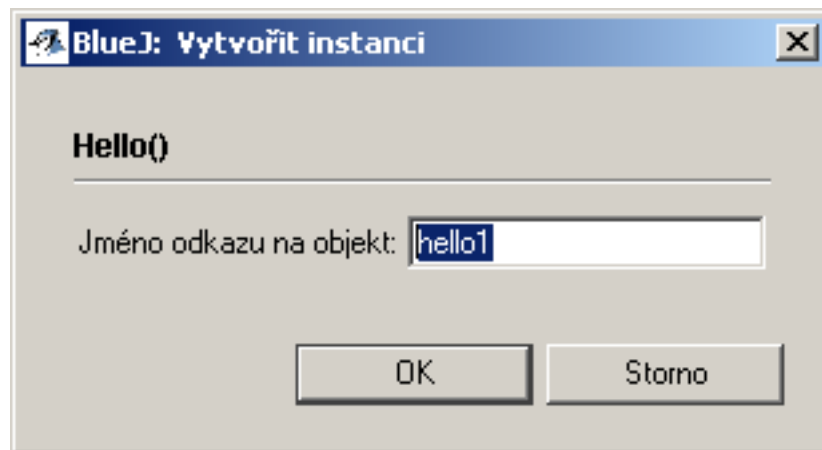 BlueJ: Vytvořit instanci
Hello()
Jméno odkazu na objekt: hello1
OK Storno